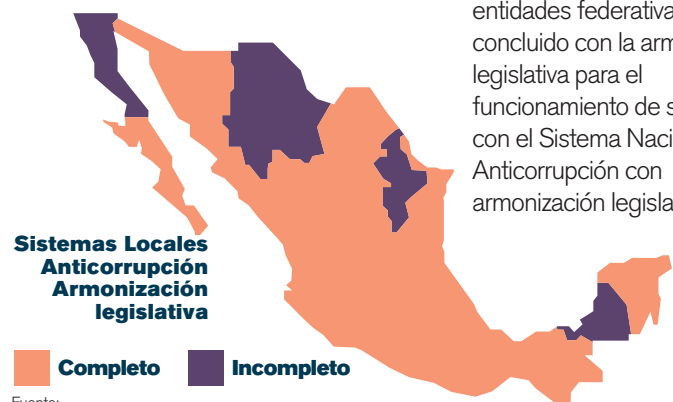 entidades federativa
concluido con la arm
legislativa para el
funcionamiento de s
con el Sistema Naci
Anticorrupción con
armonización legisla
Sistemas Locales
Anticorrupción
Armonización
legislativa
Completo
Incompleto
Fuente: